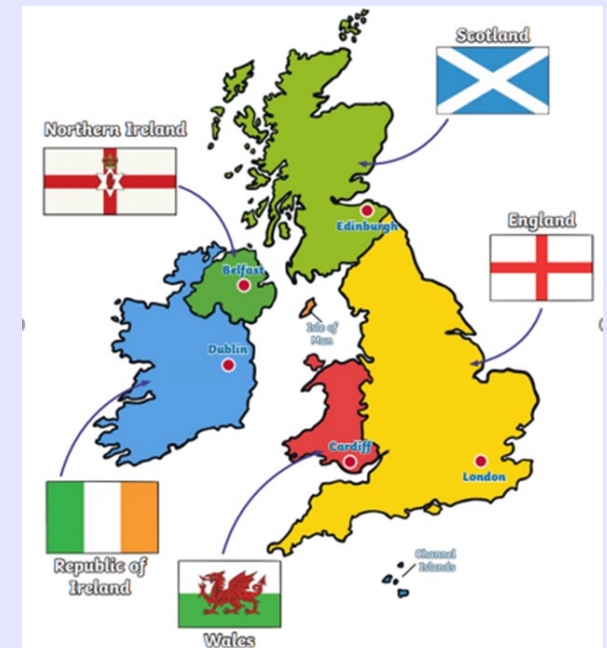 Scotland
Northern Ireland
England
Edinburgh
Belfast
Isle of
Man
Dublin
Cardiff
London
Republic of
Ireland
Channel
Islands
Wales